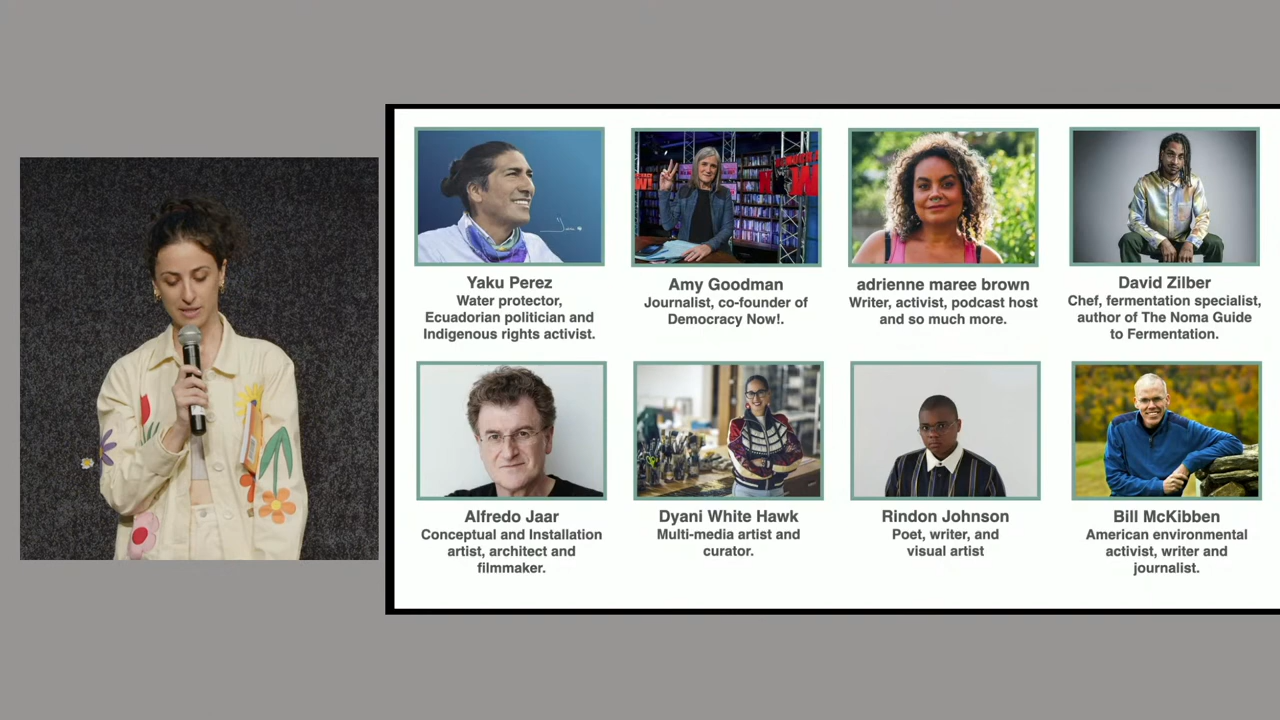 Yaku Perez
Water protector,
Ecuadorian politician and
Indigenous rights activist.
Amy Goodman
Journalist, co-founder of
Democracy Now!.
adrienne maree brown
Writer, activist, podcast host
and so much more.
David Zilber
Chef, fermentation specialist,
author of The Noma Guide
to Fermentation.
Alfredo Jaar
Conceptual and Installation
artist, architect and
filmmaker.
Dyani White Hawk
Multi-media artist and
curator.
Rindon Johnson
Poet, writer, and
visual artist
Bill McKibben
American environmental
activist, writer and
journalist.